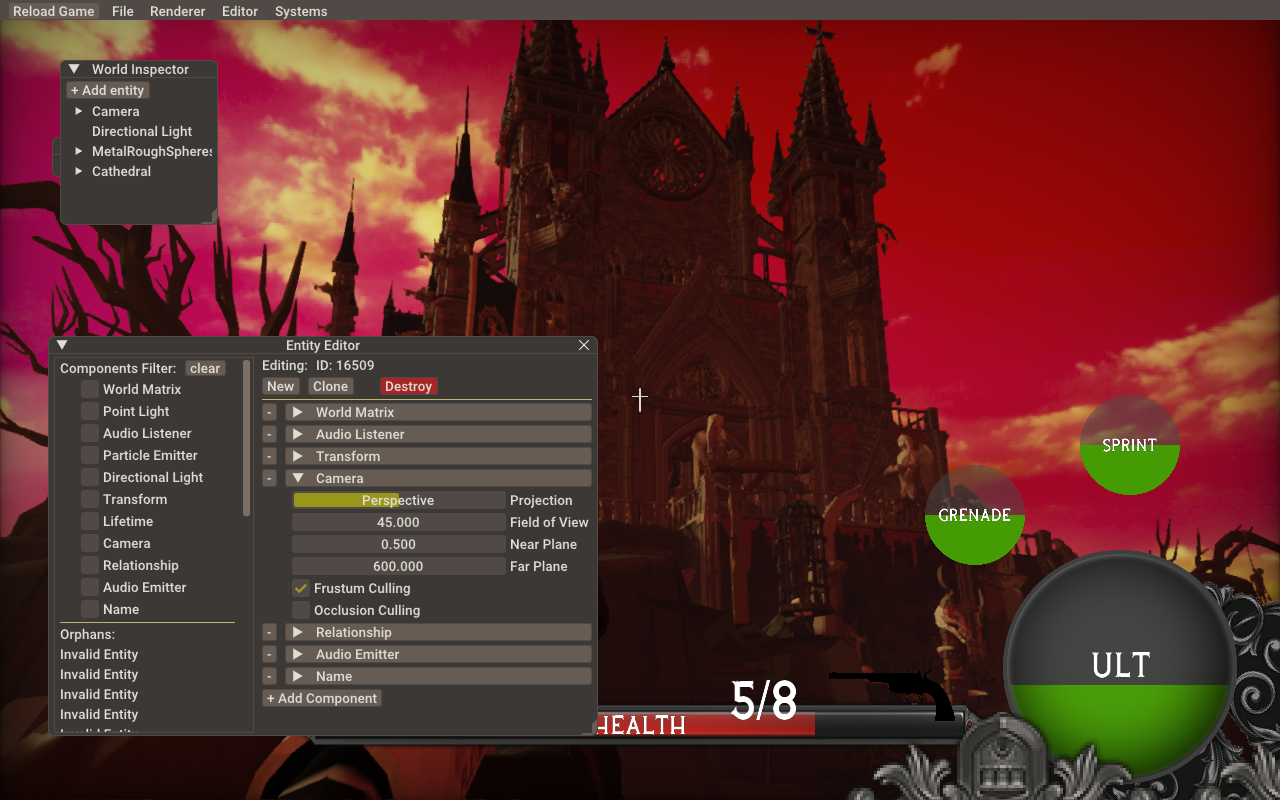 Reload Game File Renderer Editor Systems
World Inspector
+ Add entity
Camera
Directional Light
MetalRoughSpheres
Cathedral
Entity Editor
Components Filter: clear
World Matrix
Point Light
Audio Listener
Particle Emitter
Directional Light
Transform
Lifetime
Camera
Relationship
Audio Emitter
Name
Orphans:
Invalid Entity
Invalid Entity
Invalid Entity
Invalid Entity
Invalid Entity
Editing: ID: 16509
New Clone Destroy
- World Matrix
- Audio Listener
- Transform
- Camera
Perspective Projection
45.000 Field of View
0.500 Near Plane
600.000 Far Plane
Frustum Culling
Occlusion Culling
- Relationship
- Audio Emitter
- Name
+ Add Component
SPRINT
GRENADE
ULT
5/8
HEALTH